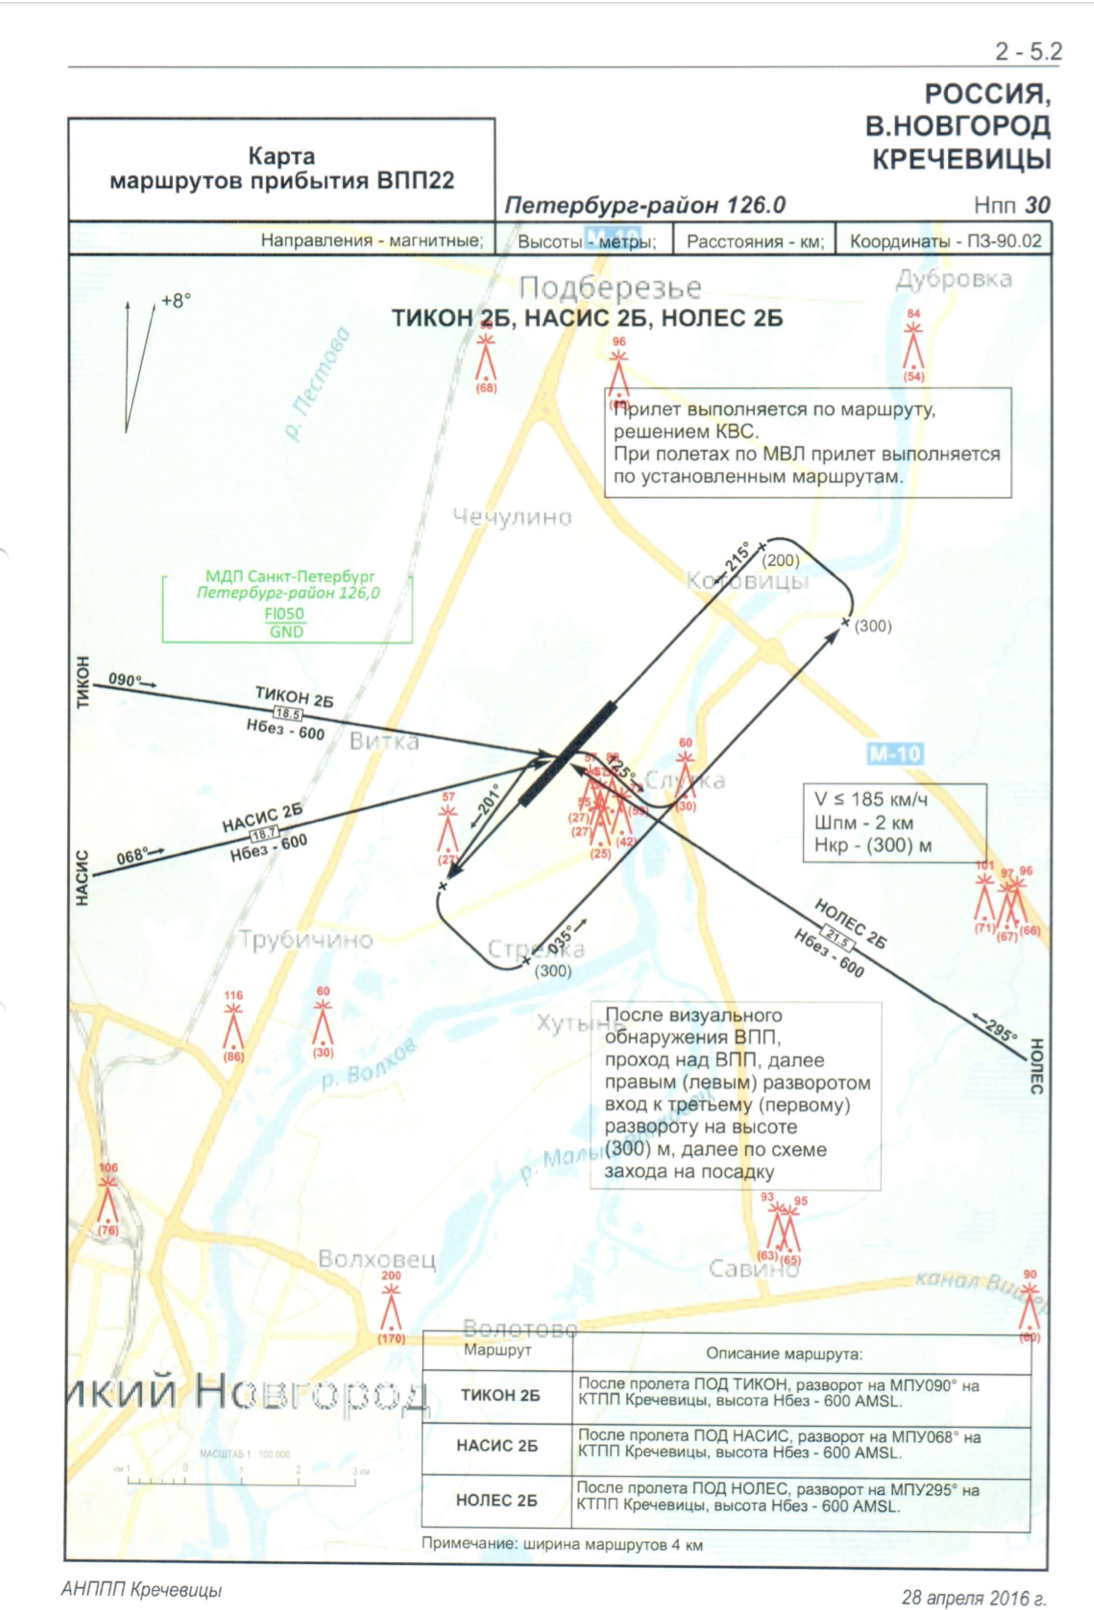 2 - 5.2
РОССИЯ,
В.НОВГОРОД
КРЕЧЕВИЦЫ
Карта
маршрутов прибытия ВПП22
Петербург-район 126.0
Нпп 30
Направления - магнитные;
Высоты - метры;
Расстояния - км;
Координаты - ПЗ-90.02
+8°
р. Лестова
Подберезье
Дубровка
ТИКОН 2Б, НАСИС 2Б, НОЛЕС 2Б
(68)
96
84
(54)
Прилет выполняется по маршруту,
решением КВС.
При полетах по МВЛ прилет выполняется
по установленным маршрутам.
Чечулино
МДП Санкт-Петербург
Петербург-район 126,0
Fl050
GND
215°
(200)
Котовицы
(300)
ТИКОН
090°
ТИКОН 2Б
18.5
Нбез - 600
Витка
М-10
60
(30)
Слутка
125°
57
(27)
(27)
(27)
(42)
(25)
201°
57
НАСИС
068°
НАСИС 2Б
18.7
Нбез - 600
V ≤ 185 км/ч
Шпм - 2 км
Нкр - (300) м
101
97
96
(71)
(67)
(66)
НОЛЕС 2Б
21.5
Нбез - 600
295°
НОЛЕС
Трубичино
Стрелка
035°
(300)
116
(86)
60
(30)
р. Волхов
Хутынь
После визуального
обнаружения ВПП,
проход над ВПП, далее
правым (левым) разворотом
вход к третьему (первому)
развороту на высоте
(300) м, далее по схеме
захода на посадку
106
(76)
93
95
(63)
(65)
Волховец
Савино
200
(170)
90
(60)
Волотово
икий Новгород
МАСШТАБ 1 : 100 000
км 1 0 1 2 3 км
Маршрут
Описание маршрута:
ТИКОН 2Б
После пролета ПОД ТИКОН, разворот на МПУ090° на
КТПП Кречевицы, высота Нбез - 600 AMSL.
НАСИС 2Б
После пролета ПОД НАСИС, разворот на МПУ068° на
КТПП Кречевицы, высота Нбез - 600 AMSL.
НОЛЕС 2Б
После пролета ПОД НОЛЕС, разворот на МПУ295° на
КТПП Кречевицы, высота Нбез - 600 AMSL.
Примечание: ширина маршрутов 4 км
АНППП Кречевицы
28 апреля 2016 г.